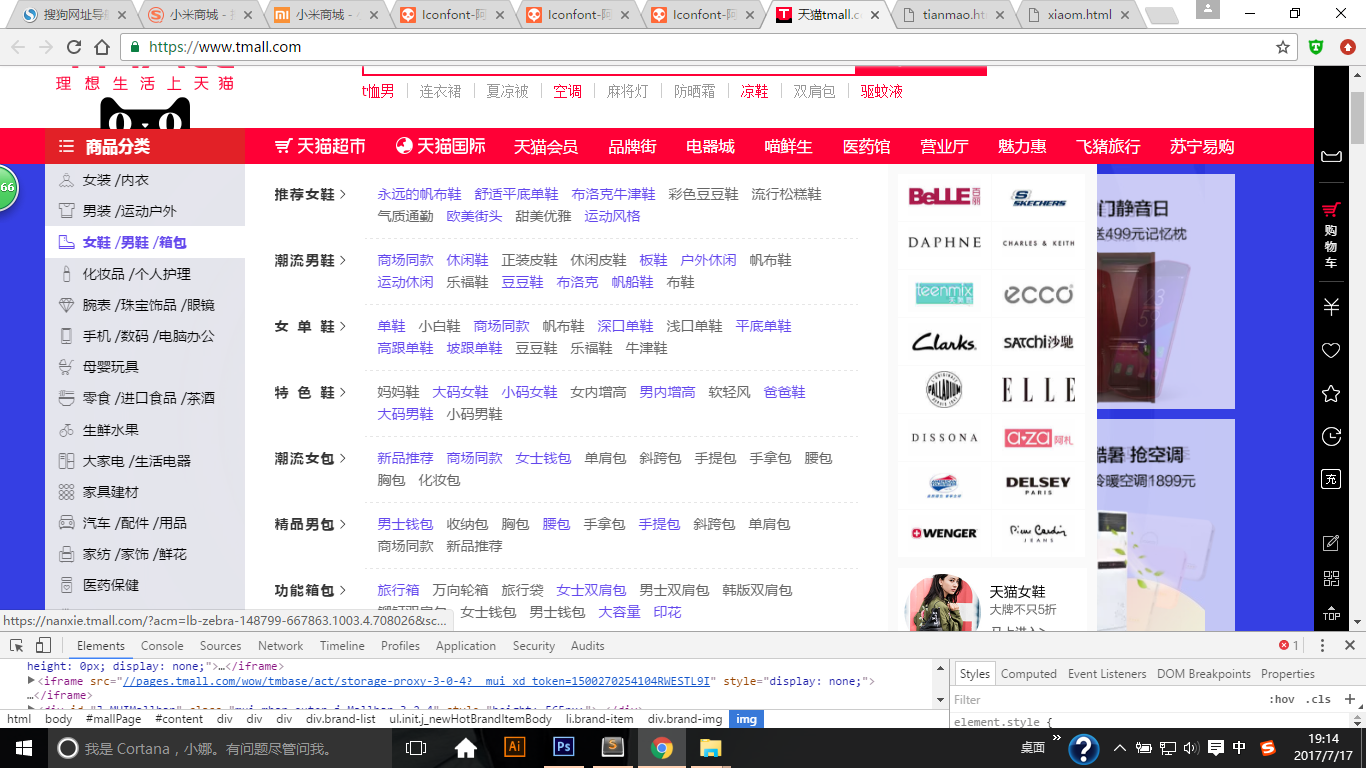 搜狗网址导
小米商城 -
小米商城 -
Iconfont-阿
Iconfont-阿
Iconfont-阿
天猫tmall.c
tianmao.ht
xiaom.html
https://www.tmall.com
理想生活上天猫
t恤男 连衣裙 夏凉被 空调 麻将灯 防晒霜 凉鞋 双肩包 驱蚊液
商品分类 天猫超市 天猫国际 天猫会员 品牌街 电器城 喵鲜生 医药馆 营业厅 魅力惠 飞猪旅行 苏宁易购
66
女装 /内衣
男装 /运动户外
女鞋 /男鞋 /箱包
化妆品 /个人护理
腕表 /珠宝饰品 /眼镜
手机 /数码 /电脑办公
母婴玩具
零食 /进口食品 /茶酒
生鲜水果
大家电 /生活电器
家具建材
汽车 /配件 /用品
家纺 /家饰 /鲜花
医药保健
推荐女鞋 永远的帆布鞋 舒适平底单鞋 布洛克牛津鞋 彩色豆豆鞋 流行松糕鞋
气质通勤 欧美街头 甜美优雅 运动风格
潮流男鞋 商场同款 休闲鞋 正装皮鞋 休闲皮鞋 板鞋 户外休闲 帆布鞋
运动休闲 乐福鞋 豆豆鞋 布洛克 帆船鞋 布鞋
女单鞋 单鞋 小白鞋 商场同款 帆布鞋 深口单鞋 浅口单鞋 平底单鞋
高跟单鞋 坡跟单鞋 豆豆鞋 乐福鞋 牛津鞋
特色鞋 妈妈鞋 大码女鞋 小码女鞋 女内增高 男内增高 软轻风 爸爸鞋
大码男鞋 小码男鞋
潮流女包 新品推荐 商场同款 女士钱包 单肩包 斜跨包 手提包 手拿包 腰包
胸包 化妆包
精品男包 男士钱包 收纳包 胸包 腰包 手拿包 手提包 斜跨包 单肩包
商场同款 新品推荐
功能箱包 旅行箱 万向轮箱 旅行袋 女士双肩包 男士双肩包 韩版双肩包
女士钱包 男士钱包 大容量 印花
BeLLE 百丽 SKECHERS
DAPHNE CHARLES & KEITH
teenmix ecco
Clarks. SATCHI沙驰
PALLADIUM ELLE
DISSONA a·za 阿札
DELSEY PARIS
WENGER Pierre Cardin JEANS
天猫女鞋
大牌不只5折
马上进入>
门静音日
送499元记忆枕
酷暑 抢空调
冷暖空调1899元
购物车
充
TOP
https://nanxie.tmall.com/?acm=lb-zebra-148799-667863.1003.4.708026&sc...
Elements Console Sources Network Timeline Profiles Application Security Audits 1
height: 0px; display: none;">…</iframe>
<iframe src="//pages.tmall.com/wow/tmbase/act/storage-proxy-3-0-4?__mui_xd_token=1500270254104RWESTL9I" style="display: none;">
…</iframe>
html body #mallPage #content div div div div.brand-list ul.init.j_newHotBrandItemBody li.brand-item div.brand-img img
Styles Computed Event Listeners DOM Breakpoints Properties
Filter :hov .cls +
element.style {
我是 Cortana，小娜。有问题尽管问我。
Ai
Ps
桌面
中
19:14
2017/7/17